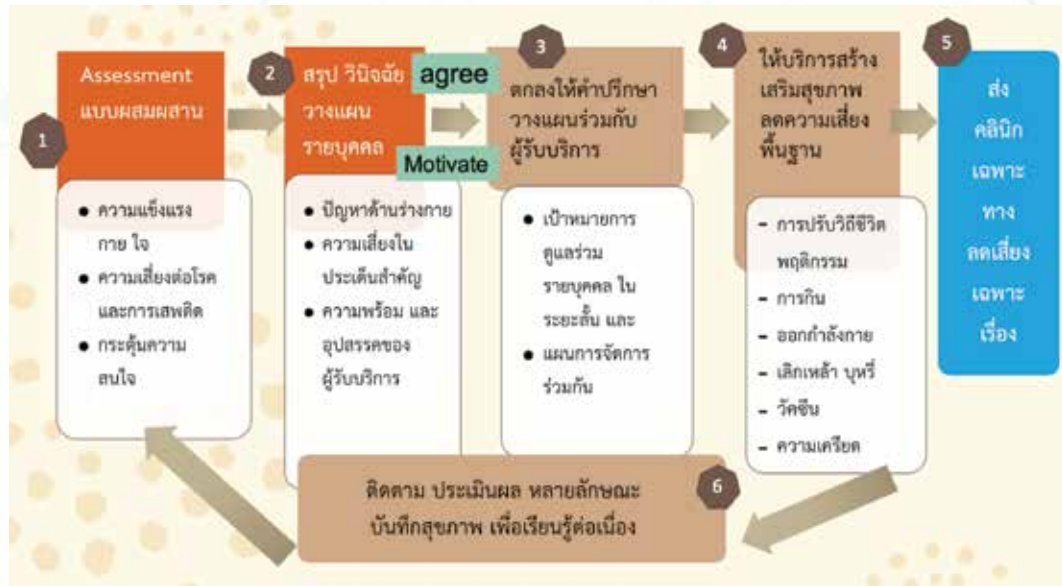 1
Assessment
แบบผสมผสาน
● ความแข็งแรง
กาย ใจ
● ความเสี่ยงต่อโรค
และการเสพติด
● กระตุ้นความ
สนใจ
2
สรุป วินิจฉัย
วางแผน
รายบุคคล
● ปัญหาด้านร่างกาย
● ความเสี่ยงใน
ประเด็นสำคัญ
● ความพร้อม และ
อุปสรรคของ
ผู้รับบริการ
agree
Motivate
3
ตกลงให้คำปรึกษา
วางแผนร่วมกับ
ผู้รับบริการ
● เป้าหมายการ
ดูแลร่วม
รายบุคคล ใน
ระยะสั้น และ
● แผนการจัดการ
ร่วมกัน
4
ให้บริการสร้าง
เสริมสุขภาพ
ลดความเสี่ยง
พื้นฐาน
- การปรับวิถีชีวิต
พฤติกรรม
- การกิน
- ออกกำลังกาย
- เลิกเหล้า บุหรี่
- วัคซีน
- ความเครียด
5
ส่ง
คลินิก
เฉพาะ
ทาง
ลดเสี่ยง
เฉพาะ
เรื่อง
6
ติดตาม ประเมินผล หลายลักษณะ
บันทึกสุขภาพ เพื่อเรียนรู้ต่อเนื่อง